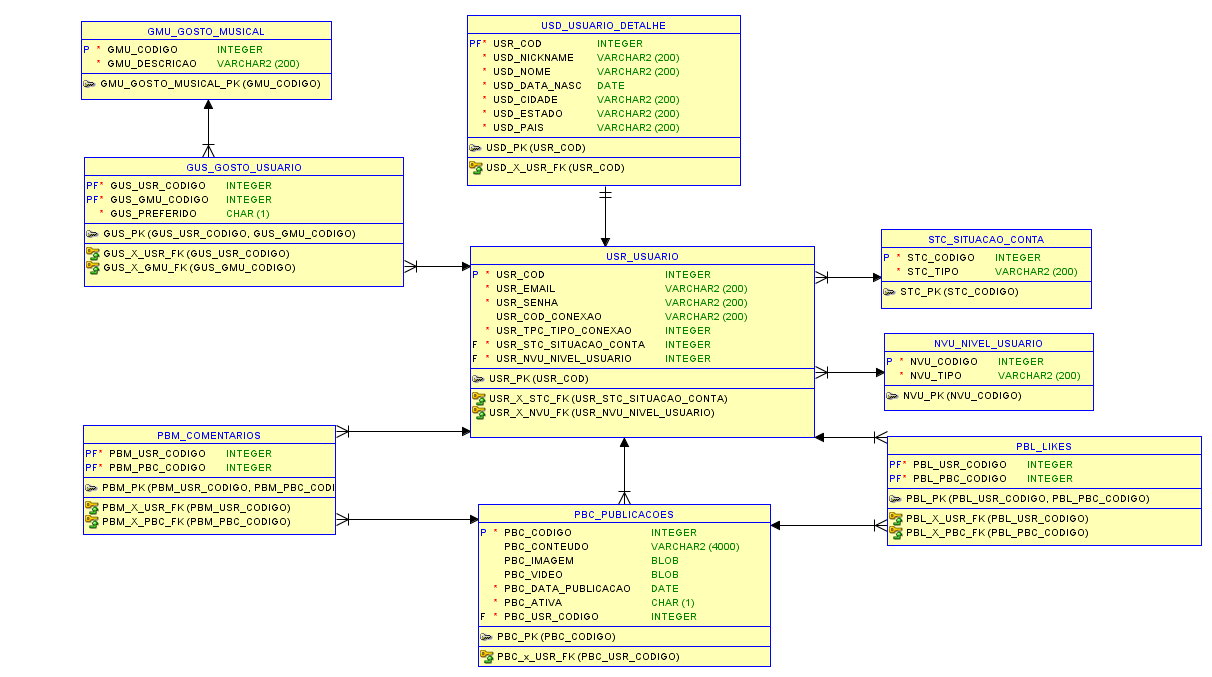 GMU_GOSTO_MUSICAL
P * GMU_CODIGO INTEGER
* GMU_DESCRICAO VARCHAR2 (200)
GMU_GOSTO_MUSICAL_PK (GMU_CODIGO)
USD_USUARIO_DETALHE
PF* USR_COD INTEGER
* USD_NICKNAME VARCHAR2 (200)
* USD_NOME VARCHAR2 (200)
* USD_DATA_NASC DATE
* USD_CIDADE VARCHAR2 (200)
* USD_ESTADO VARCHAR2 (200)
* USD_PAIS VARCHAR2 (200)
USD_PK (USR_COD)
USD_X_USR_FK (USR_COD)
GUS_GOSTO_USUARIO
PF* GUS_USR_CODIGO INTEGER
PF* GUS_GMU_CODIGO INTEGER
* GUS_PREFERIDO CHAR (1)
GUS_PK (GUS_USR_CODIGO, GUS_GMU_CODIGO)
GUS_X_USR_FK (GUS_USR_CODIGO)
GUS_X_GMU_FK (GUS_GMU_CODIGO)
USR_USUARIO
P * USR_COD INTEGER
* USR_EMAIL VARCHAR2 (200)
* USR_SENHA VARCHAR2 (200)
USR_COD_CONEXAO VARCHAR2 (200)
* USR_TPC_TIPO_CONEXAO INTEGER
F * USR_STC_SITUACAO_CONTA INTEGER
F * USR_NVU_NIVEL_USUARIO INTEGER
USR_PK (USR_COD)
USR_X_STC_FK (USR_STC_SITUACAO_CONTA)
USR_X_NVU_FK (USR_NVU_NIVEL_USUARIO)
STC_SITUACAO_CONTA
P * STC_CODIGO INTEGER
* STC_TIPO VARCHAR2 (200)
STC_PK (STC_CODIGO)
NVU_NIVEL_USUARIO
P * NVU_CODIGO INTEGER
* NVU_TIPO VARCHAR2 (200)
NVU_PK (NVU_CODIGO)
PBM_COMENTARIOS
PF* PBM_USR_CODIGO INTEGER
PF* PBM_PBC_CODIGO INTEGER
PBM_PK (PBM_USR_CODIGO, PBM_PBC_CODI
PBM_X_USR_FK (PBM_USR_CODIGO)
PBM_X_PBC_FK (PBM_PBC_CODIGO)
PBL_LIKES
PF* PBL_USR_CODIGO INTEGER
PF* PBL_PBC_CODIGO INTEGER
PBL_PK (PBL_USR_CODIGO, PBL_PBC_CODIGO)
PBL_X_USR_FK (PBL_USR_CODIGO)
PBL_X_PBC_FK (PBL_PBC_CODIGO)
PBC_PUBLICACOES
P * PBC_CODIGO INTEGER
PBC_CONTEUDO VARCHAR2 (4000)
PBC_IMAGEM BLOB
PBC_VIDEO BLOB
* PBC_DATA_PUBLICACAO DATE
* PBC_ATIVA CHAR (1)
F * PBC_USR_CODIGO INTEGER
PBC_PK (PBC_CODIGO)
PBC_x_USR_FK (PBC_USR_CODIGO)